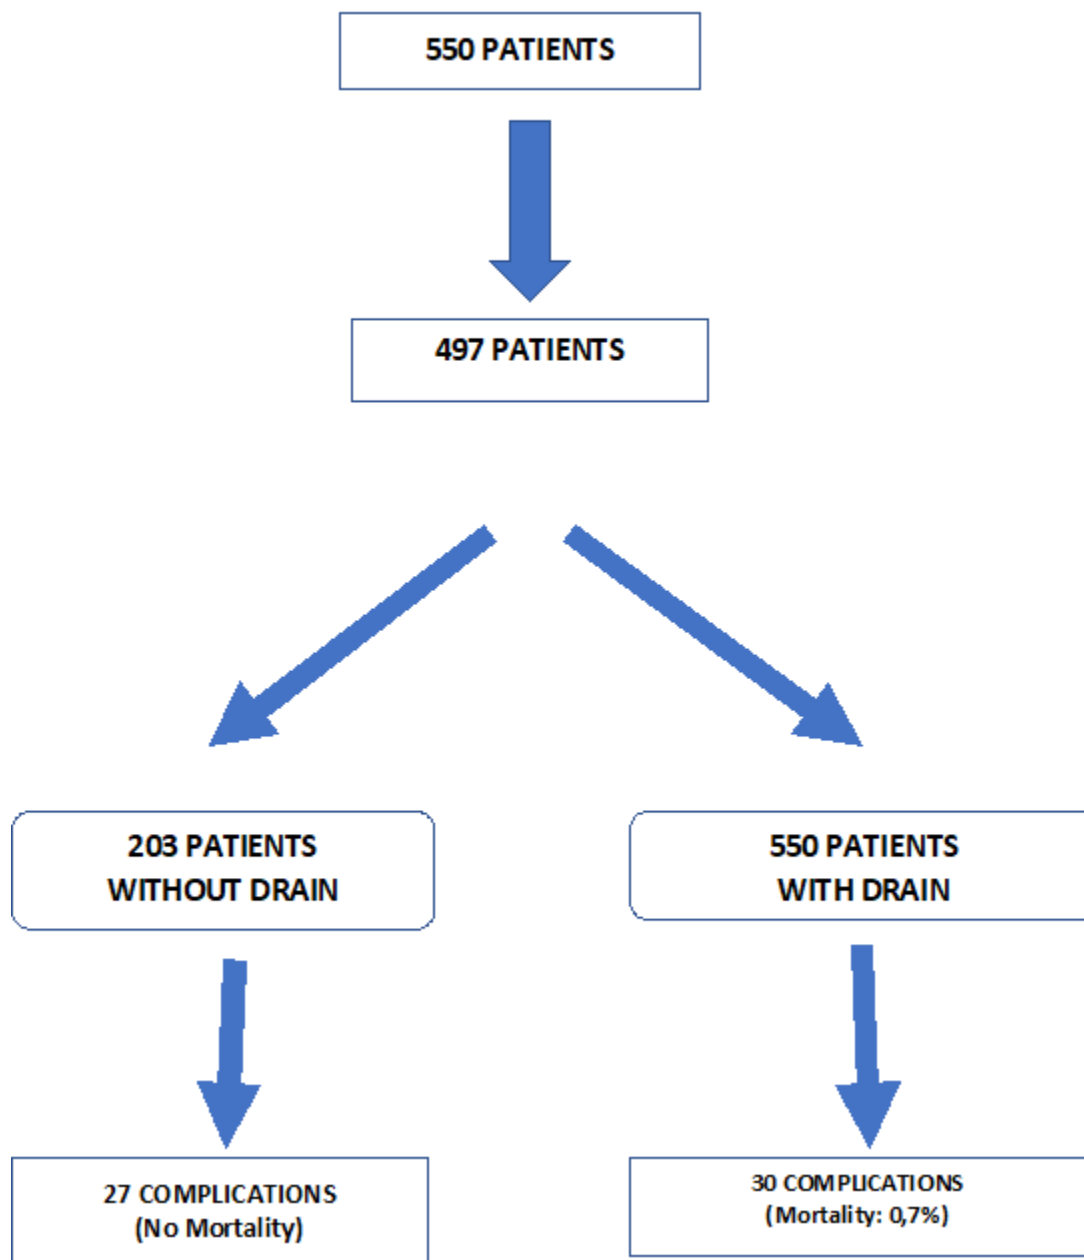 550 PATIENTS
497 PATIENTS
203 PATIENTS
WITHOUT DRAIN
550 PATIENTS
WITH DRAIN
27 COMPLICATIONS
(No Mortality)
30 COMPLICATIONS
(Mortality: 0,7%)